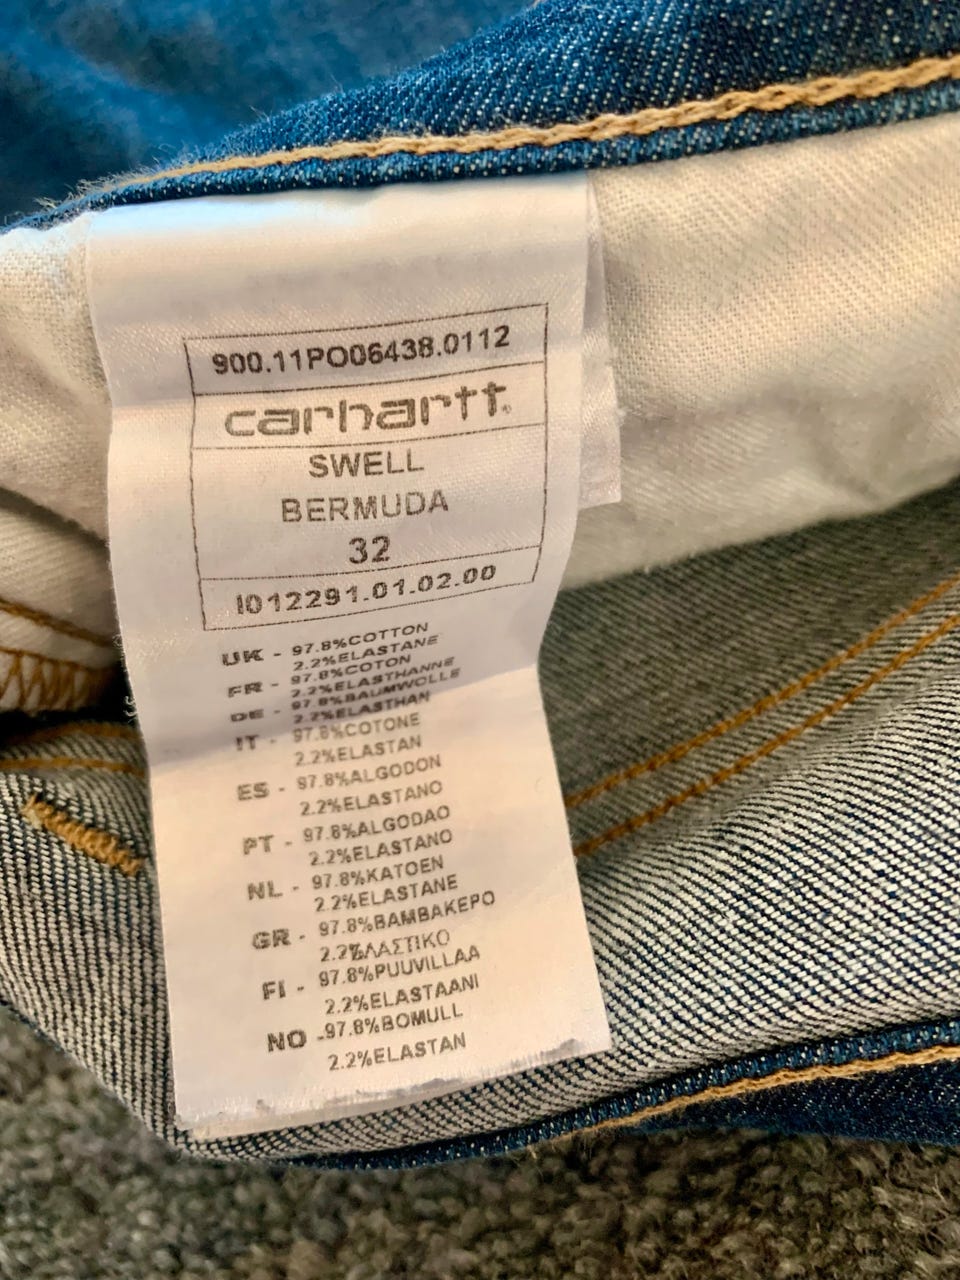 900.11PO06438.0112
carhartt®
SWELL
BERMUDA
32
I012291.01.02.00
UK - 97.8%COTTON
2.2%ELASTANE
FR - 97.8%COTON
2.2%ELASTHANNE
DE - 97.8%BAUMWOLLE
2.2%ELASTHAN
IT - 97.8%COTONE
2.2%ELASTAN
ES - 97.8%ALGODON
2.2%ELASTANO
PT - 97.8%ALGODAO
2.2%ELASTANO
NL - 97.8%KATOEN
2.2%ELASTANE
GR - 97.8%ΒΑΜΒΑΚΕΡΟ
2.2%ΛΑΣΤΙΚΟ
FI - 97.8%PUUVILLAA
2.2%ELASTAANI
NO -97.8%BOMULL
2.2%ELASTAN